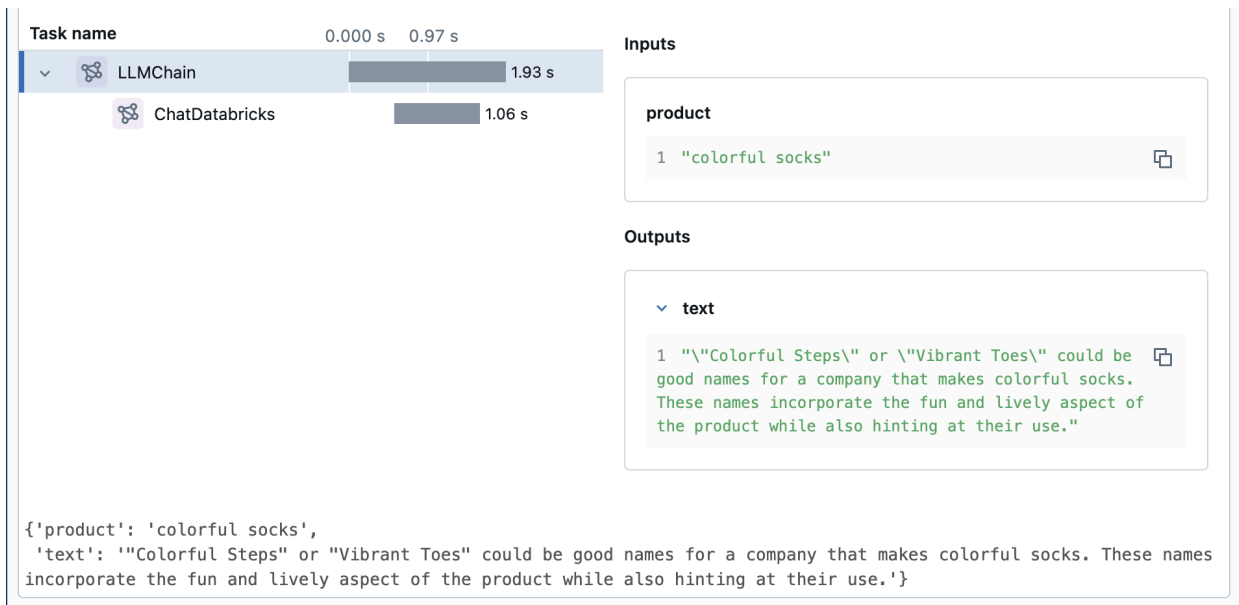 Task name
0.000 s 0.97 s
LLMChain 1.93 s
ChatDatabricks 1.06 s
Inputs
product
1 "colorful socks"
Outputs
text
1 "\"Colorful Steps\" or \"Vibrant Toes\" could be
good names for a company that makes colorful socks.
These names incorporate the fun and lively aspect of
the product while also hinting at their use."
{'product': 'colorful socks',
 'text': '"Colorful Steps" or "Vibrant Toes" could be good names for a company that makes colorful socks. These names
incorporate the fun and lively aspect of the product while also hinting at their use.'}